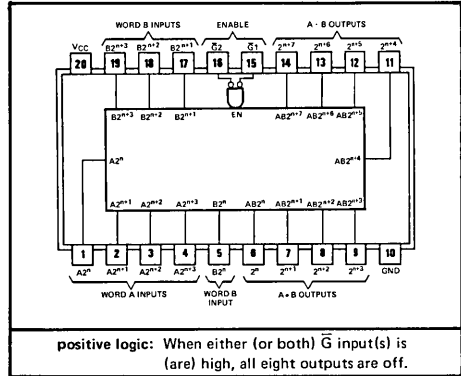 WORD B INPUTS ENABLE A · B OUTPUTS
VCC B2ⁿ⁺³ B2ⁿ⁺² B2ⁿ⁺¹ G̅2 G̅1 2ⁿ⁺⁷ 2ⁿ⁺⁶ 2ⁿ⁺⁵ 2ⁿ⁺⁴
20 19 18 17 16 15 14 13 12 11
B2ⁿ⁺³ B2ⁿ⁺² B2ⁿ⁺¹ EN AB2ⁿ⁺⁷ AB2ⁿ⁺⁶ AB2ⁿ⁺⁵
A2ⁿ AB2ⁿ⁺⁴
A2ⁿ⁺¹ A2ⁿ⁺² A2ⁿ⁺³ B2ⁿ AB2ⁿ AB2ⁿ⁺¹ AB2ⁿ⁺² AB2ⁿ⁺³
1 2 3 4 5 6 7 8 9 10
A2ⁿ A2ⁿ⁺¹ A2ⁿ⁺² A2ⁿ⁺³ B2ⁿ 2ⁿ 2ⁿ⁺¹ 2ⁿ⁺² 2ⁿ⁺³ GND
WORD A INPUTS WORD B A•B OUTPUTS
INPUT
positive logic: When either (or both) G̅ input(s) is
(are) high, all eight outputs are off.